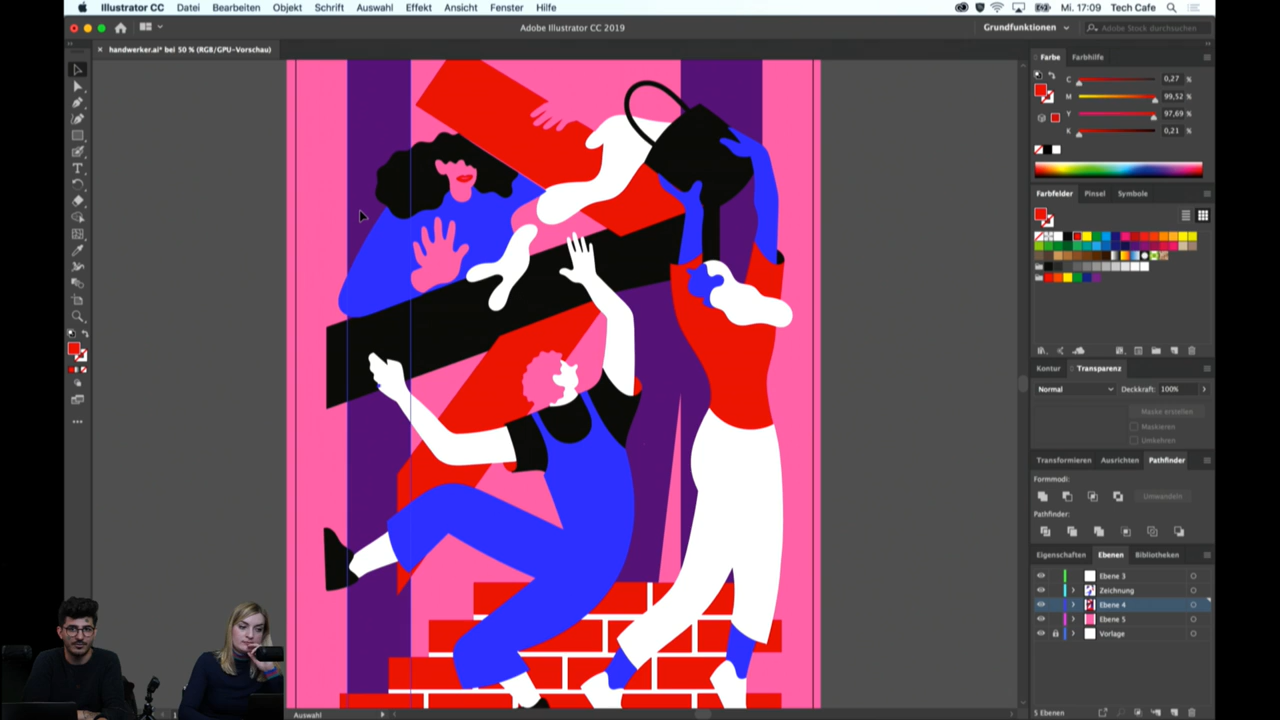 Illustrator CC Datei Bearbeiten Objekt Schrift Auswahl Effekt Ansicht Fenster Hilfe Mi. 17:09 Tech Cafe
Adobe Illustrator CC 2019 Grundfunktionen Adobe Stock durchsuchen
× handwerker.ai* bei 50 % (RGB/GPU-Vorschau)
Farbe Farbhilfe
C 0,27 %
M 99,52 %
Y 97,69 %
K 0,21 %
Farbfelder Pinsel Symbole
Kontur Transparenz
Normal Deckkraft: 100%
Maske erstellen
Maskieren
Umkehren
Transformieren Ausrichten Pathfinder
Formmodi:
Umwandeln
Pathfinder:
Eigenschaften Ebenen Bibliotheken
Ebene 3
Zeichnung
Ebene 4
Ebene 5
Vorlage
5 Ebenen
Auswahl